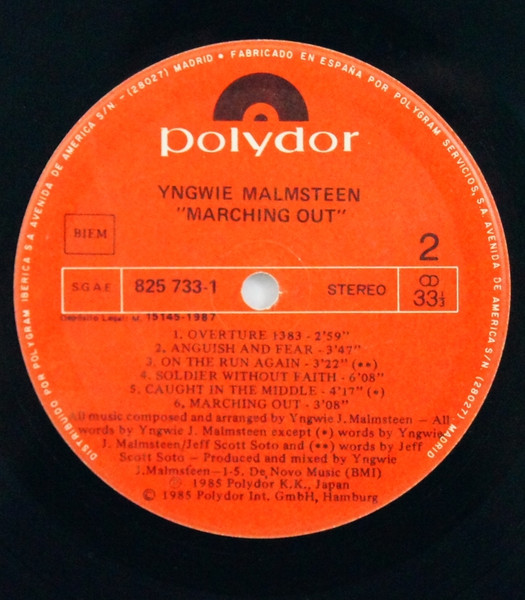 DISTRIBUIDO POR POLYGRAM IBERICA S A AVENIDA DE AMERICA S/N - (28027) MADRID • FABRICADO EN ESPAÑA POR POLYGRAM SERVICIOS, S.A. AVENIDA DE AMERICA S/N (28027) MADRID
polydor
YNGWIE MALMSTEEN
"MARCHING OUT"
BIEM
2
S.G.A.E
825 733-1
STEREO
33 1/3
Depósito Legal: M. 15145-1987
1. OVERTURE 1383 - 2'59"
2. ANGUISH AND FEAR - 3'47"
3. ON THE RUN AGAIN - 3'22" (**)
4. SOLDIER WITHOUT FAITH - 6'08"
5. CAUGHT IN THE MIDDLE - 4'17" (*)
6, MARCHING OUT - 3'08"
All music composed and arranged by Yngwie J. Malmsteen — All
words by Yngwie J. Malmsteen except (*) words by Yngwie
J. Malmsteen/Jeff Scott Soto and (**) words by Jeff
Scott Soto — Produced and mixed by Yngwie
J.Malmsteen—1-5. De Novo Music (BMI)
℗ 1985 Polydor K.K., Japan
© 1985 Polydor Int. GmbH, Hamburg